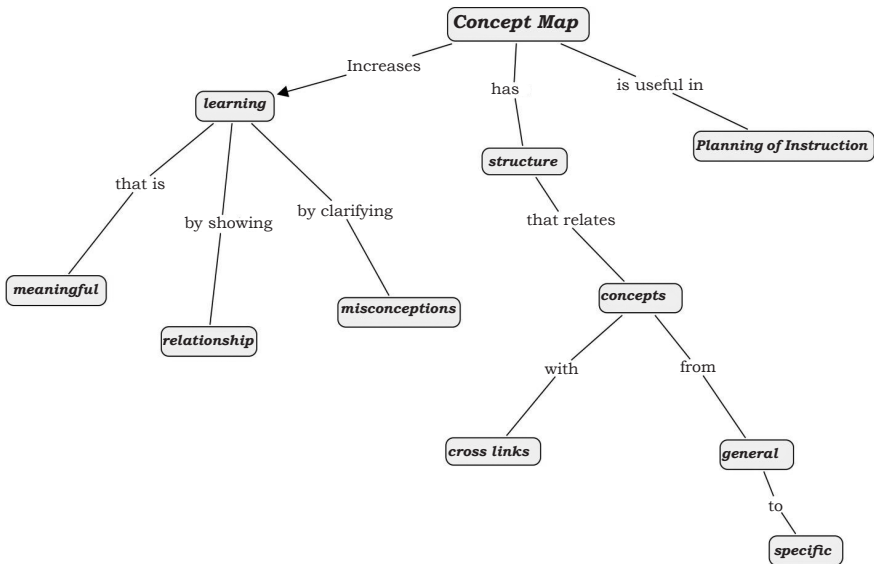 Concept Map
Increases
has
is useful in
learning
structure
Planning of Instruction
that is
by showing
by clarifying
that relates
meaningful
relationship
misconceptions
concepts
with
from
cross links
general
to
specific